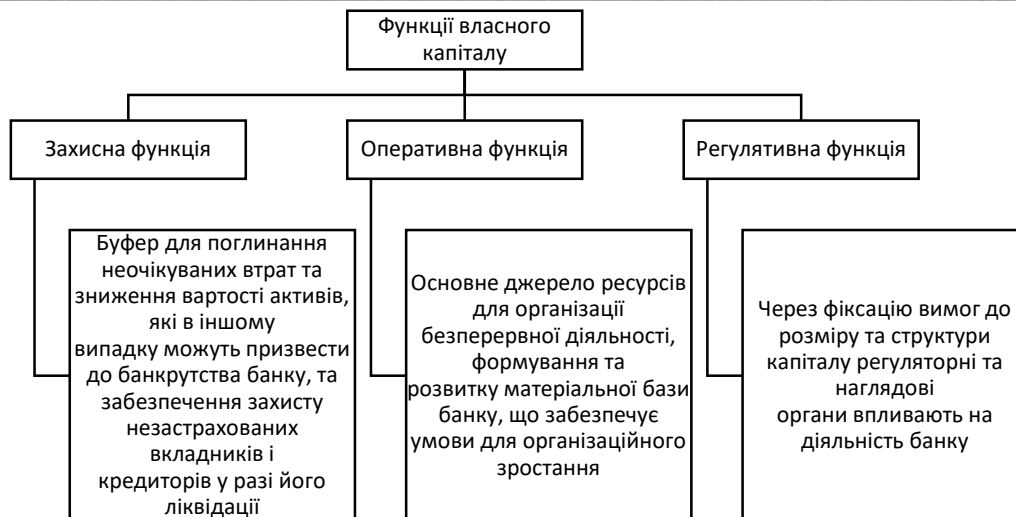 Функції власного
капіталу
Захисна функція
Оперативна функція
Регулятивна функція
Буфер для поглинання
неочікуваних втрат та
зниження вартості активів,
які в іншому
випадку можуть призвести
до банкрутства банку, та
забезпечення захисту
незастрахованих
вкладників і
кредиторів у разі його
ліквідації
Основне джерело ресурсів
для організації
безперервної діяльності,
формування та
розвитку матеріальної бази
банку, що забезпечує
умови для організаційного
зростання
Через фіксацію вимог до
розміру та структури
капіталу регуляторні та
наглядові
органи впливають на
діяльність банку